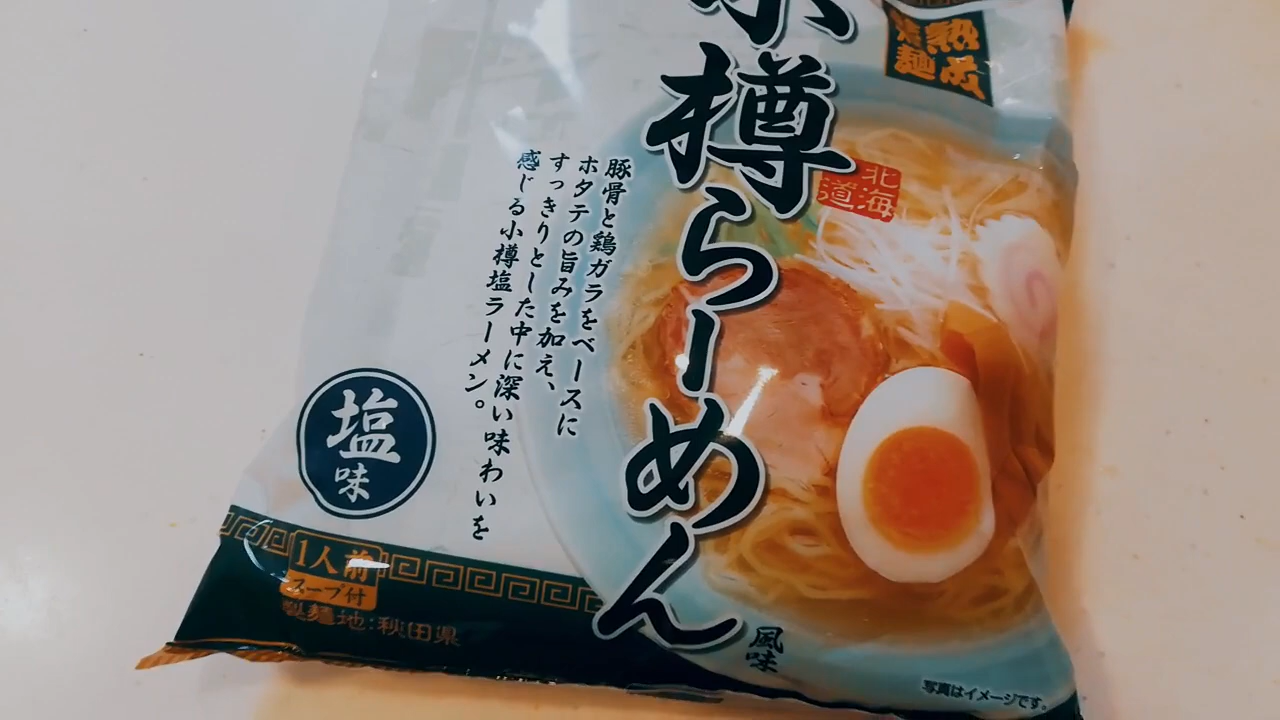 小樽らーめん
風味
熟成
麺
北海道
豚骨と鶏ガラをベースに
ホタテの旨みを加え、
すっきりとした中に深い味わいを
感じる小樽塩ラーメン。
塩味
1人前
スープ付
製麺地:秋田県
写真はイメージです。